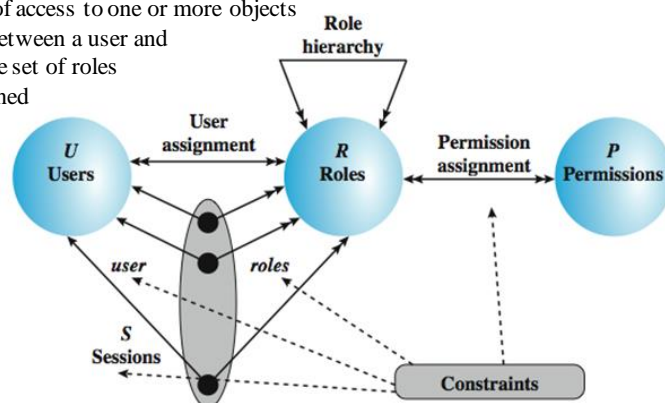 of access to one or more objects
between a user and
e set of roles
ned
Role
hierarchy
User
assignment
Permission
assignment
U
Users
R
Roles
P
Permissions
user
roles
S
Sessions
Constraints